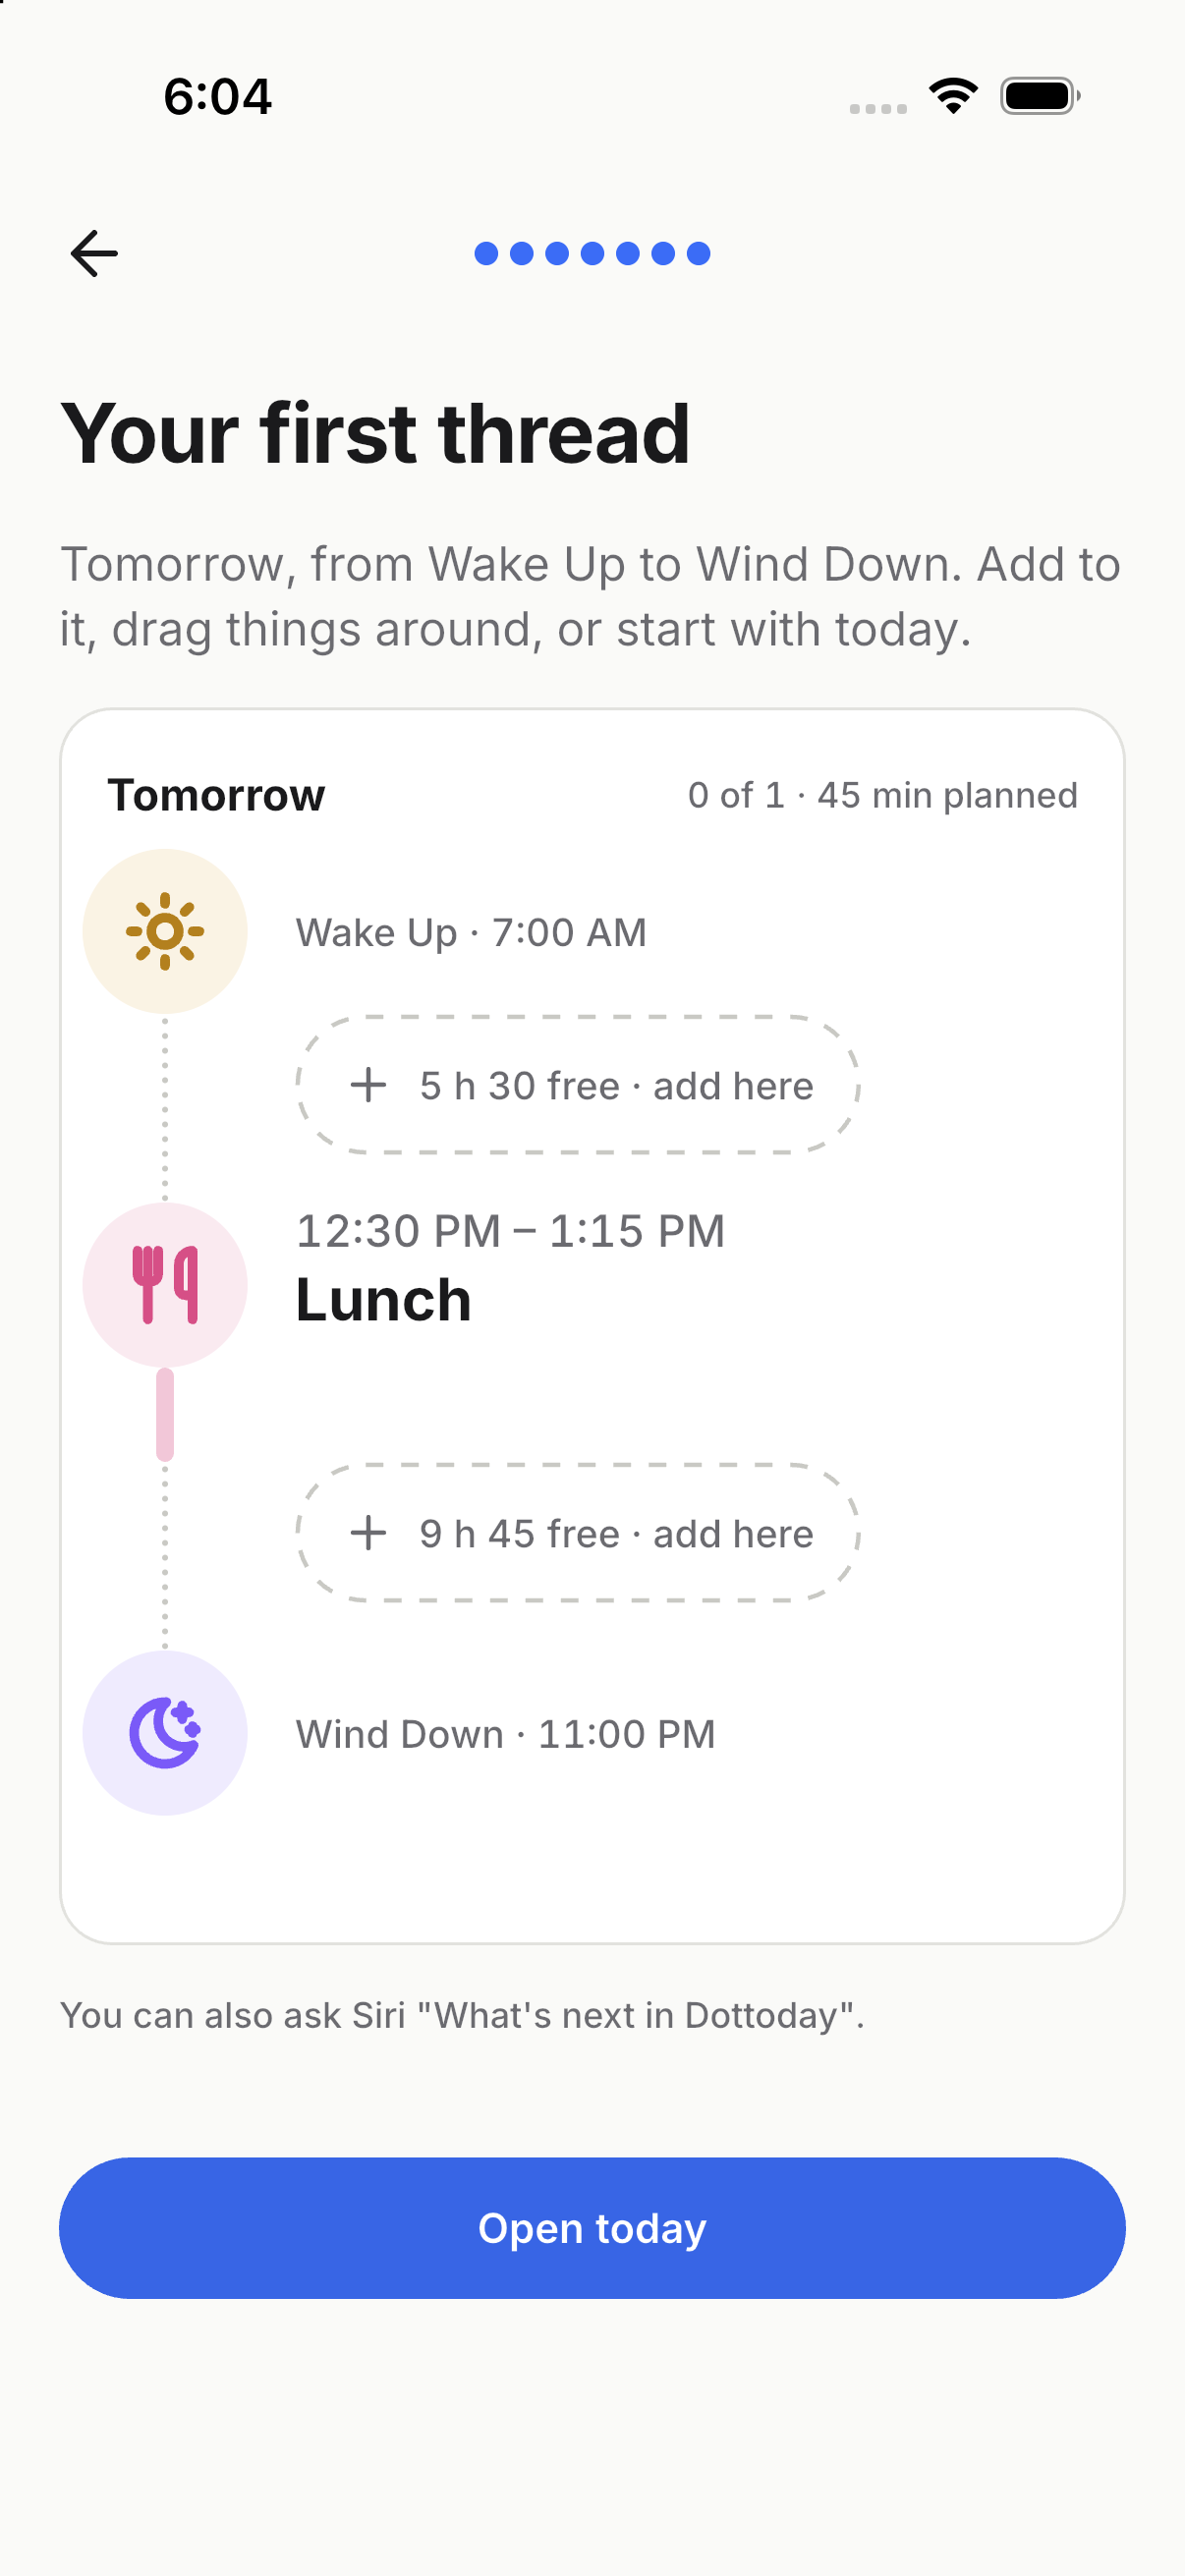 6:04
Your first thread
Tomorrow, from Wake Up to Wind Down. Add to
it, drag things around, or start with today.
Tomorrow
0 of 1 · 45 min planned
Wake Up · 7:00 AM
5 h 30 free · add here
12:30 PM – 1:15 PM
Lunch
9 h 45 free · add here
Wind Down · 11:00 PM
You can also ask Siri "What's next in Dottoday".
Open today